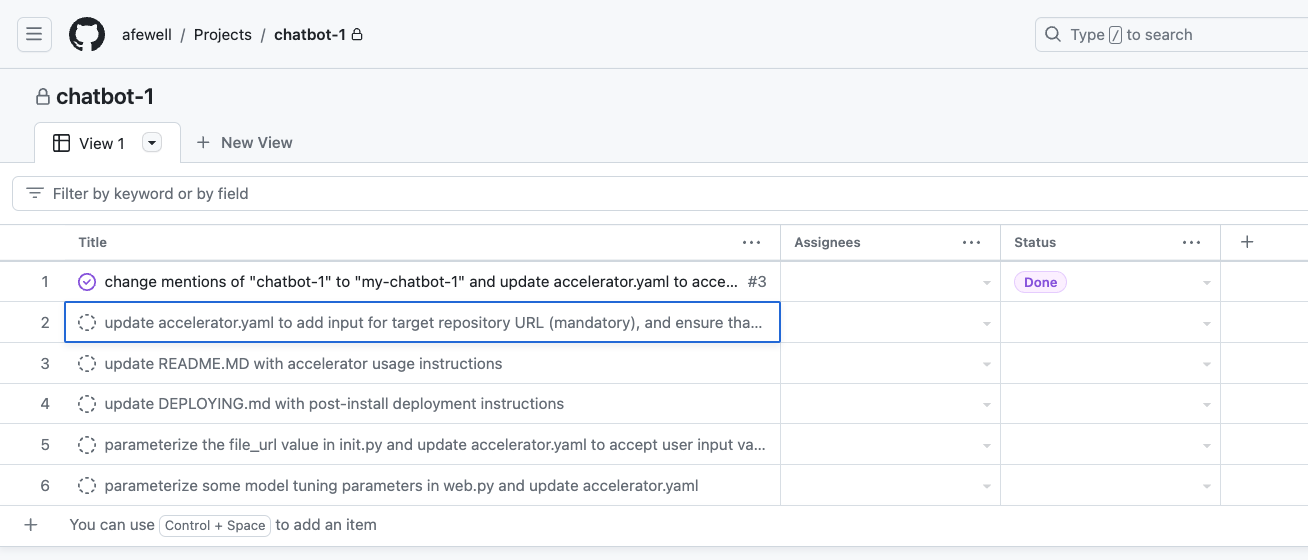 afewell / Projects / chatbot-1
Type / to search
chatbot-1
View 1
New View
Filter by keyword or by field
Title ... Assignees ... Status ...
1 change mentions of "chatbot-1" to "my-chatbot-1" and update accelerator.yaml to acce... #3 Done
2 update accelerator.yaml to add input for target repository URL (mandatory), and ensure tha...
3 update README.MD with accelerator usage instructions
4 update DEPLOYING.md with post-install deployment instructions
5 parameterize the file_url value in init.py and update accelerator.yaml to accept user input va...
6 parameterize some model tuning parameters in web.py and update accelerator.yaml
+ You can use Control + Space to add an item